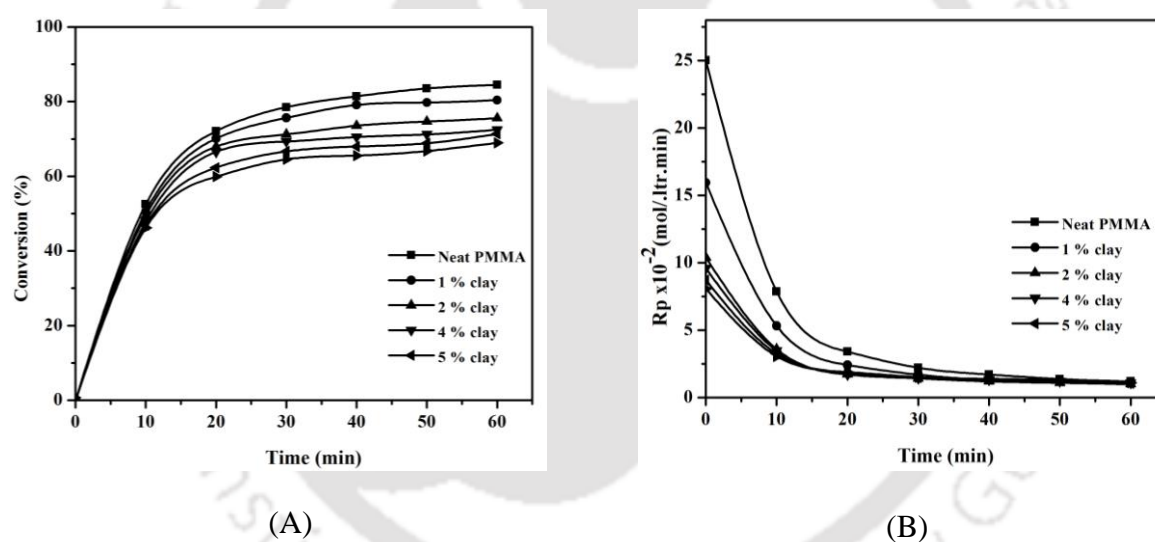 100
80
60
40
20
0
Conversion (%)
Neat PMMA
1 % clay
2 % clay
4 % clay
5 % clay
0 10 20 30 40 50 60
Time (min)
(A)
25
20
15
10
5
0
Rp x10⁻² (mol/.ltr.min)
Neat PMMA
1 % clay
2 % clay
4 % clay
5 % clay
0 10 20 30 40 50 60
Time (min)
(B)